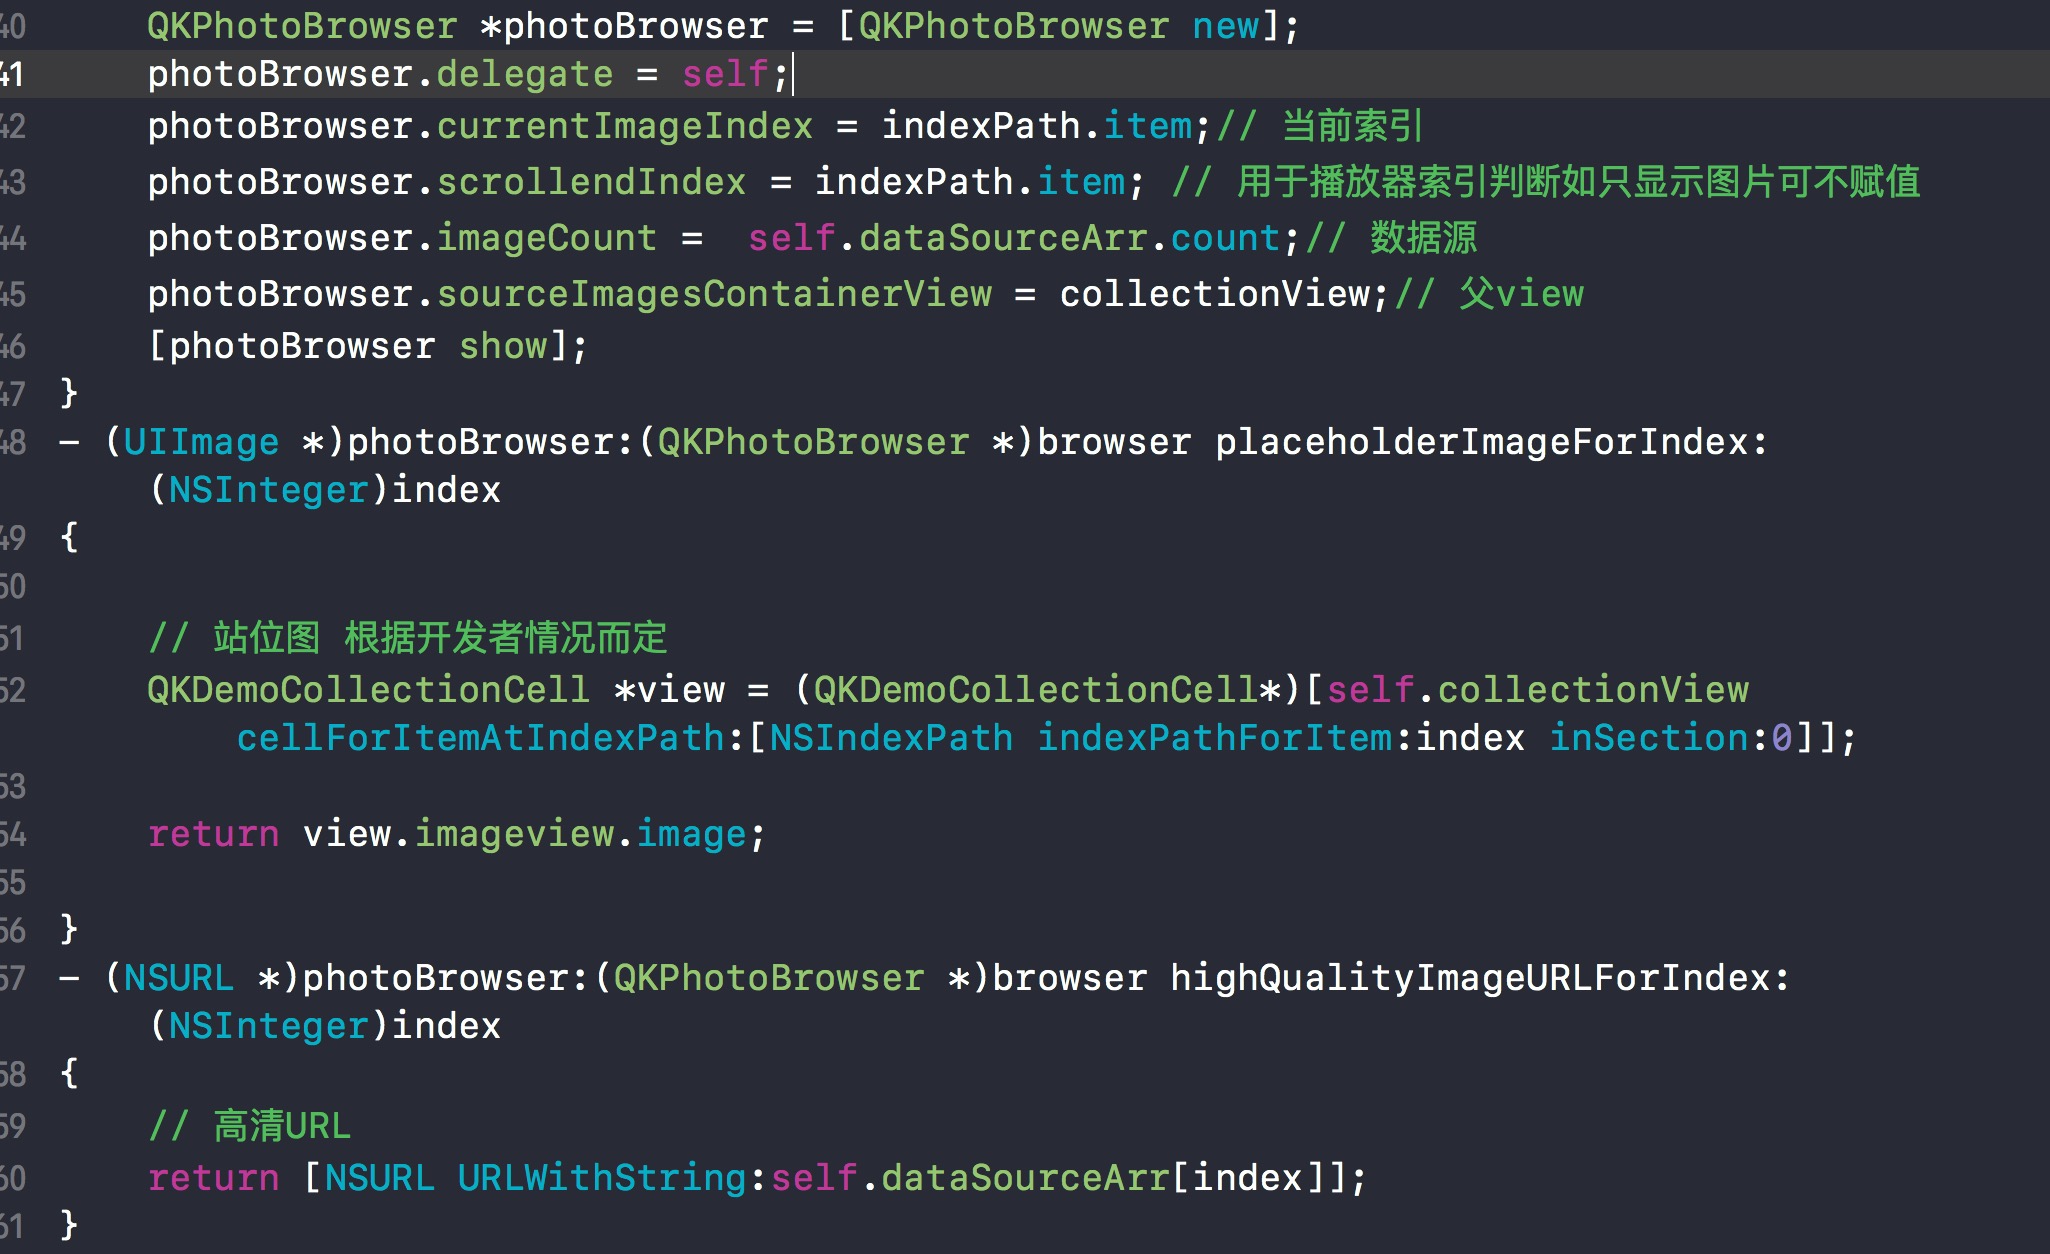 40 QKPhotoBrowser *photoBrowser = [QKPhotoBrowser new];
41 photoBrowser.delegate = self;
42 photoBrowser.currentImageIndex = indexPath.item;// 当前索引
43 photoBrowser.scrollendIndex = indexPath.item; // 用于播放器索引判断如只显示图片可不赋值
44 photoBrowser.imageCount =  self.dataSourceArr.count;// 数据源
45 photoBrowser.sourceImagesContainerView = collectionView;// 父view
46 [photoBrowser show];
47 }
48 - (UIImage *)photoBrowser:(QKPhotoBrowser *)browser placeholderImageForIndex:
(NSInteger)index
49 {
50
51 // 站位图 根据开发者情况而定
52 QKDemoCollectionCell *view = (QKDemoCollectionCell*)[self.collectionView
cellForItemAtIndexPath:[NSIndexPath indexPathForItem:index inSection:0]];
53
54 return view.imageview.image;
55
56 }
57 - (NSURL *)photoBrowser:(QKPhotoBrowser *)browser highQualityImageURLForIndex:
(NSInteger)index
58 {
59 // 高清URL
60 return [NSURL URLWithString:self.dataSourceArr[index]];
61 }